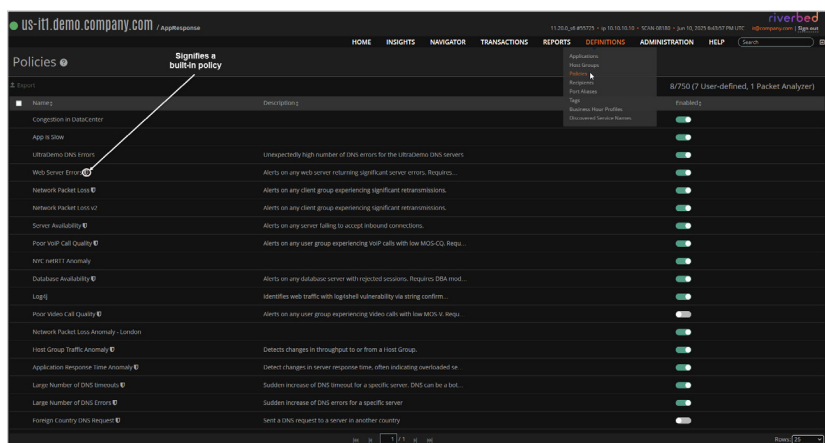 us-it1.demo.company.com / AppResponse
riverbed
HOME INSIGHTS NAVIGATOR TRANSACTIONS REPORTS DEFINITIONS ADMINISTRATION HELP Search
Applications
Host Groups
Policies
Recipients
Port Aliases
Tags
Business Hour Profiles
Discovered Service Names
Policies
Signifies a
built-in policy
Export
8/750 (7 User-defined, 1 Packet Analyzer)
Name Description Enabled
Congestion in DataCenter
App is Slow
UltraDemo DNS Errors Unexpectedly high number of DNS errors for the UltraDemo DNS servers
Web Server Errors Alerts on any web server returning significant server errors. Requires...
Network Packet Loss Alerts on any client group experiencing significant retransmissions.
Network Packet Loss v2 Alerts on any client group experiencing significant retransmissions.
Server Availability Alerts on any server failing to accept inbound connections.
Poor VoIP Call Quality Alerts on any user group experiencing VoIP calls with low MOS-CQ. Requ...
NYC netRTT Anomaly
Database Availability Alerts on any database server with rejected sessions. Requires DBA mod...
Log4j Identifies web traffic with log4shell vulnerability via string confirm...
Poor Video Call Quality Alerts on any user group experiencing Video calls with low MOS-V. Requ...
Network Packet Loss Anomaly - London
Host Group Traffic Anomaly Detects changes in throughput to or from a Host Group.
Application Response Time Anomaly Detect changes in server response time, often indicating overloaded se...
Large Number of DNS timeouts Sudden increase of DNS timeout for a specific server. DNS can be a bot...
Large Number of DNS Errors Sudden increase of DNS errors for a specific server
Foreign Country DNS Request Sent a DNS request to a server in another country
1 / 1 Rows: 25